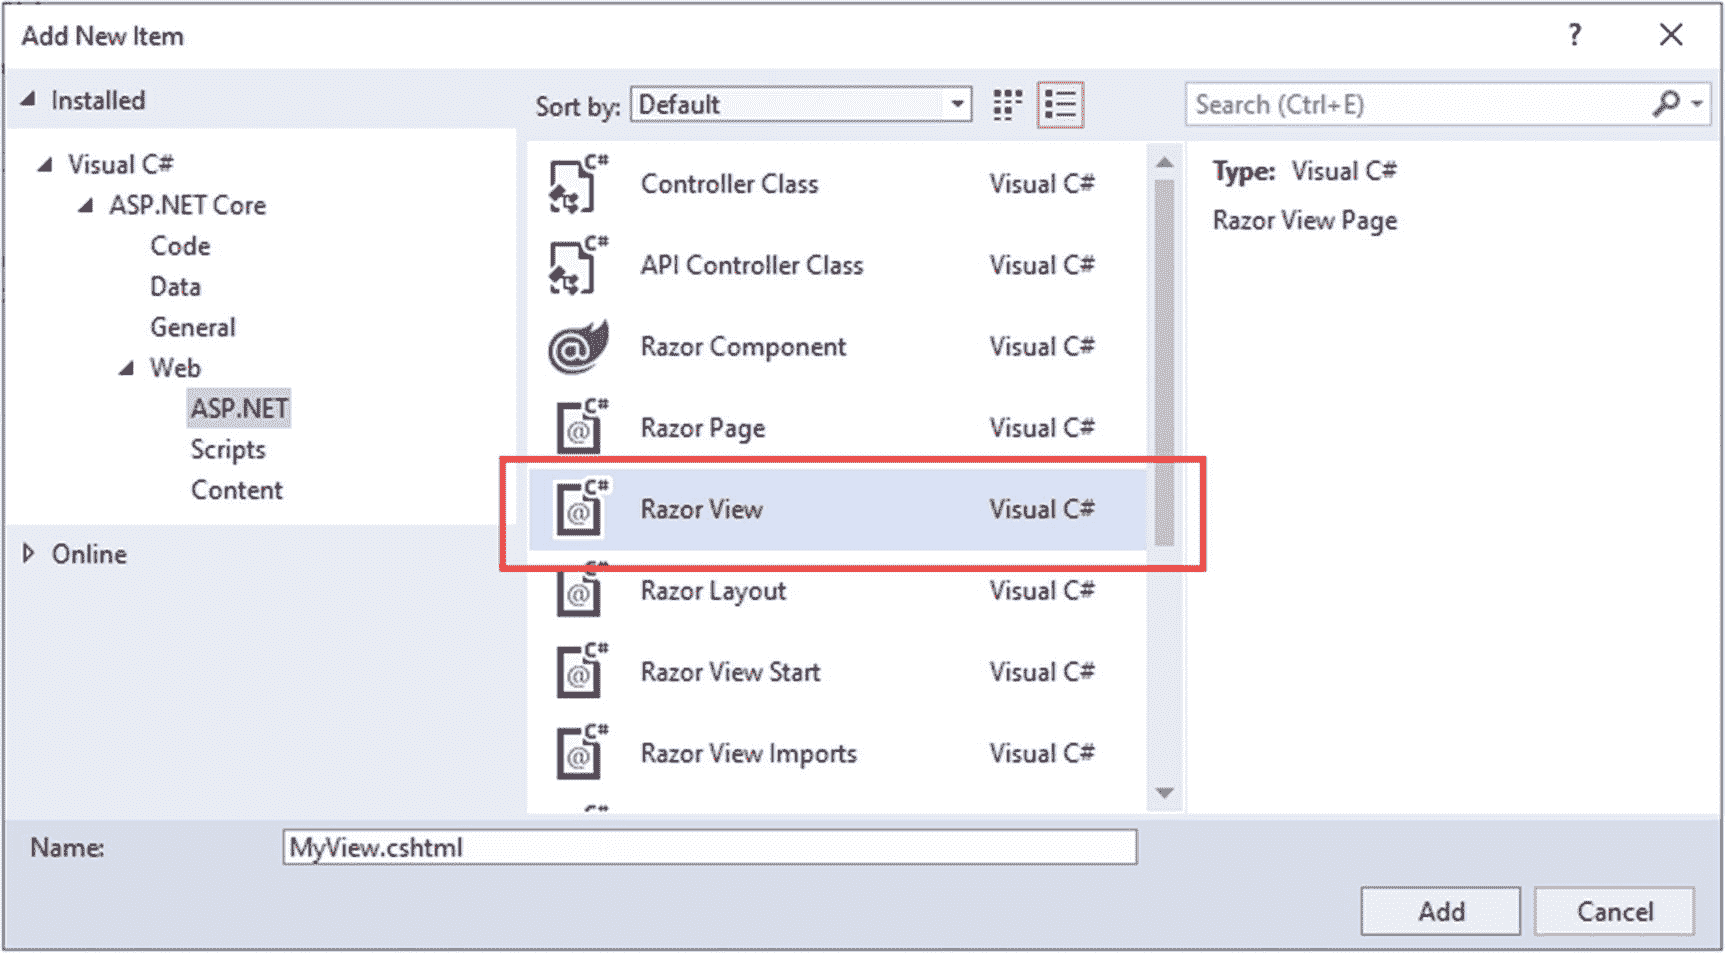 Add New Item
?
Installed
Sort by: Default
Search (Ctrl+E)
Visual C#
ASP.NET Core
Code
Data
General
Web
ASP.NET
Scripts
Content
Online
C#
Controller Class Visual C#
C#
API Controller Class Visual C#
@
Razor Component Visual C#
C#
@
Razor Page Visual C#
C#
@
Razor View Visual C#
C#
@
Razor Layout Visual C#
C#
@
Razor View Start Visual C#
C#
@
Razor View Imports Visual C#
C#
Type: Visual C#
Razor View Page
Name: MyView.cshtml
Add Cancel